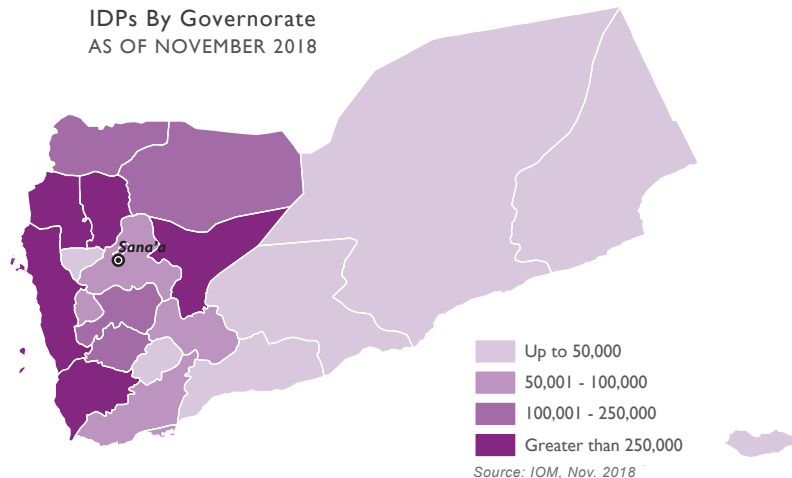 IDPs By Governorate
AS OF NOVEMBER 2018
Sana'a
Up to 50,000
50,001 - 100,000
100,001 - 250,000
Greater than 250,000
Source: IOM, Nov. 2018